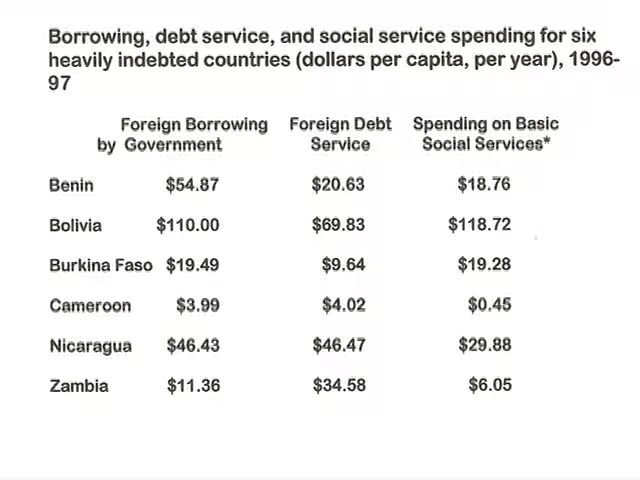 Borrowing, debt service, and social service spending for six
heavily indebted countries (dollars per capita, per year), 1996-
97
Foreign Borrowing Foreign Debt Spending on Basic
by Government Service Social Services*
Benin $54.87 $20.63 $18.76
Bolivia $110.00 $69.83 $118.72
Burkina Faso $19.49 $9.64 $19.28
Cameroon $3.99 $4.02 $0.45
Nicaragua $46.43 $46.47 $29.88
Zambia $11.36 $34.58 $6.05